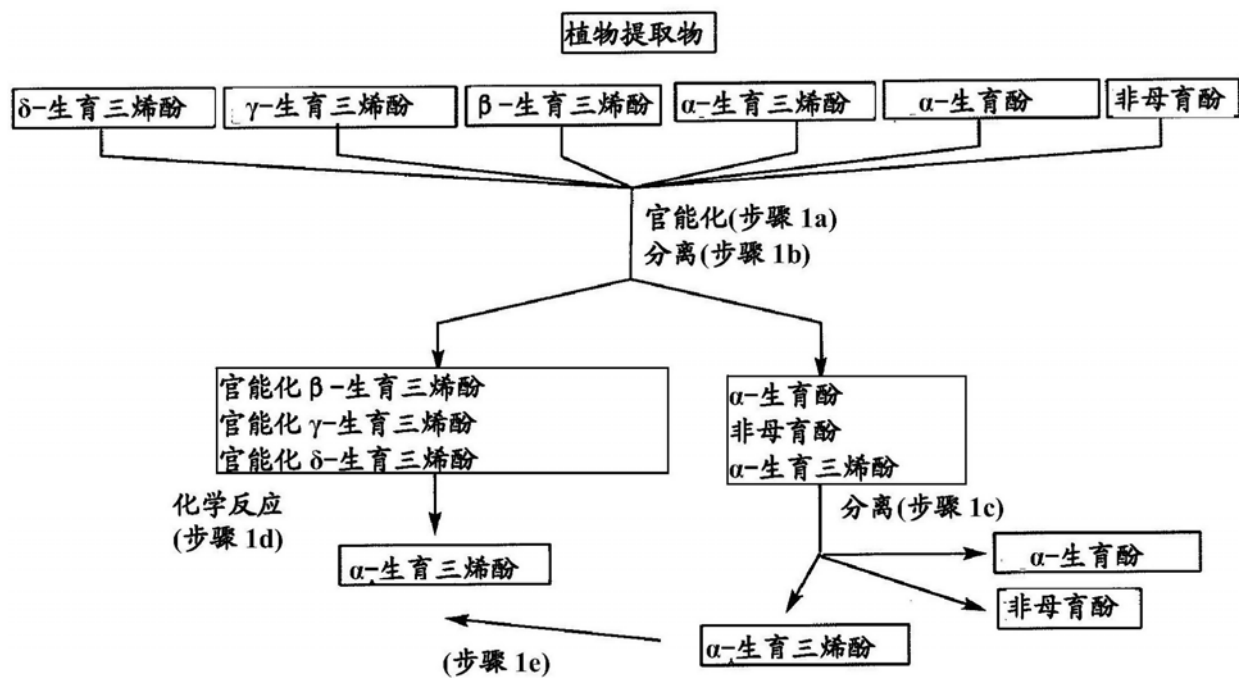 植物提取物
δ-生育三烯酚
γ-生育三烯酚
β-生育三烯酚
α-生育三烯酚
α-生育酚
非母育酚
官能化(步骤 1a)
分离(步骤 1b)
官能化 β-生育三烯酚
官能化 γ-生育三烯酚
官能化 δ-生育三烯酚
α-生育酚
非母育酚
α-生育三烯酚
化学反应
(步骤 1d)
分离(步骤 1c)
α-生育三烯酚
α-生育酚
非母育酚
(步骤 1e)
α-生育三烯酚